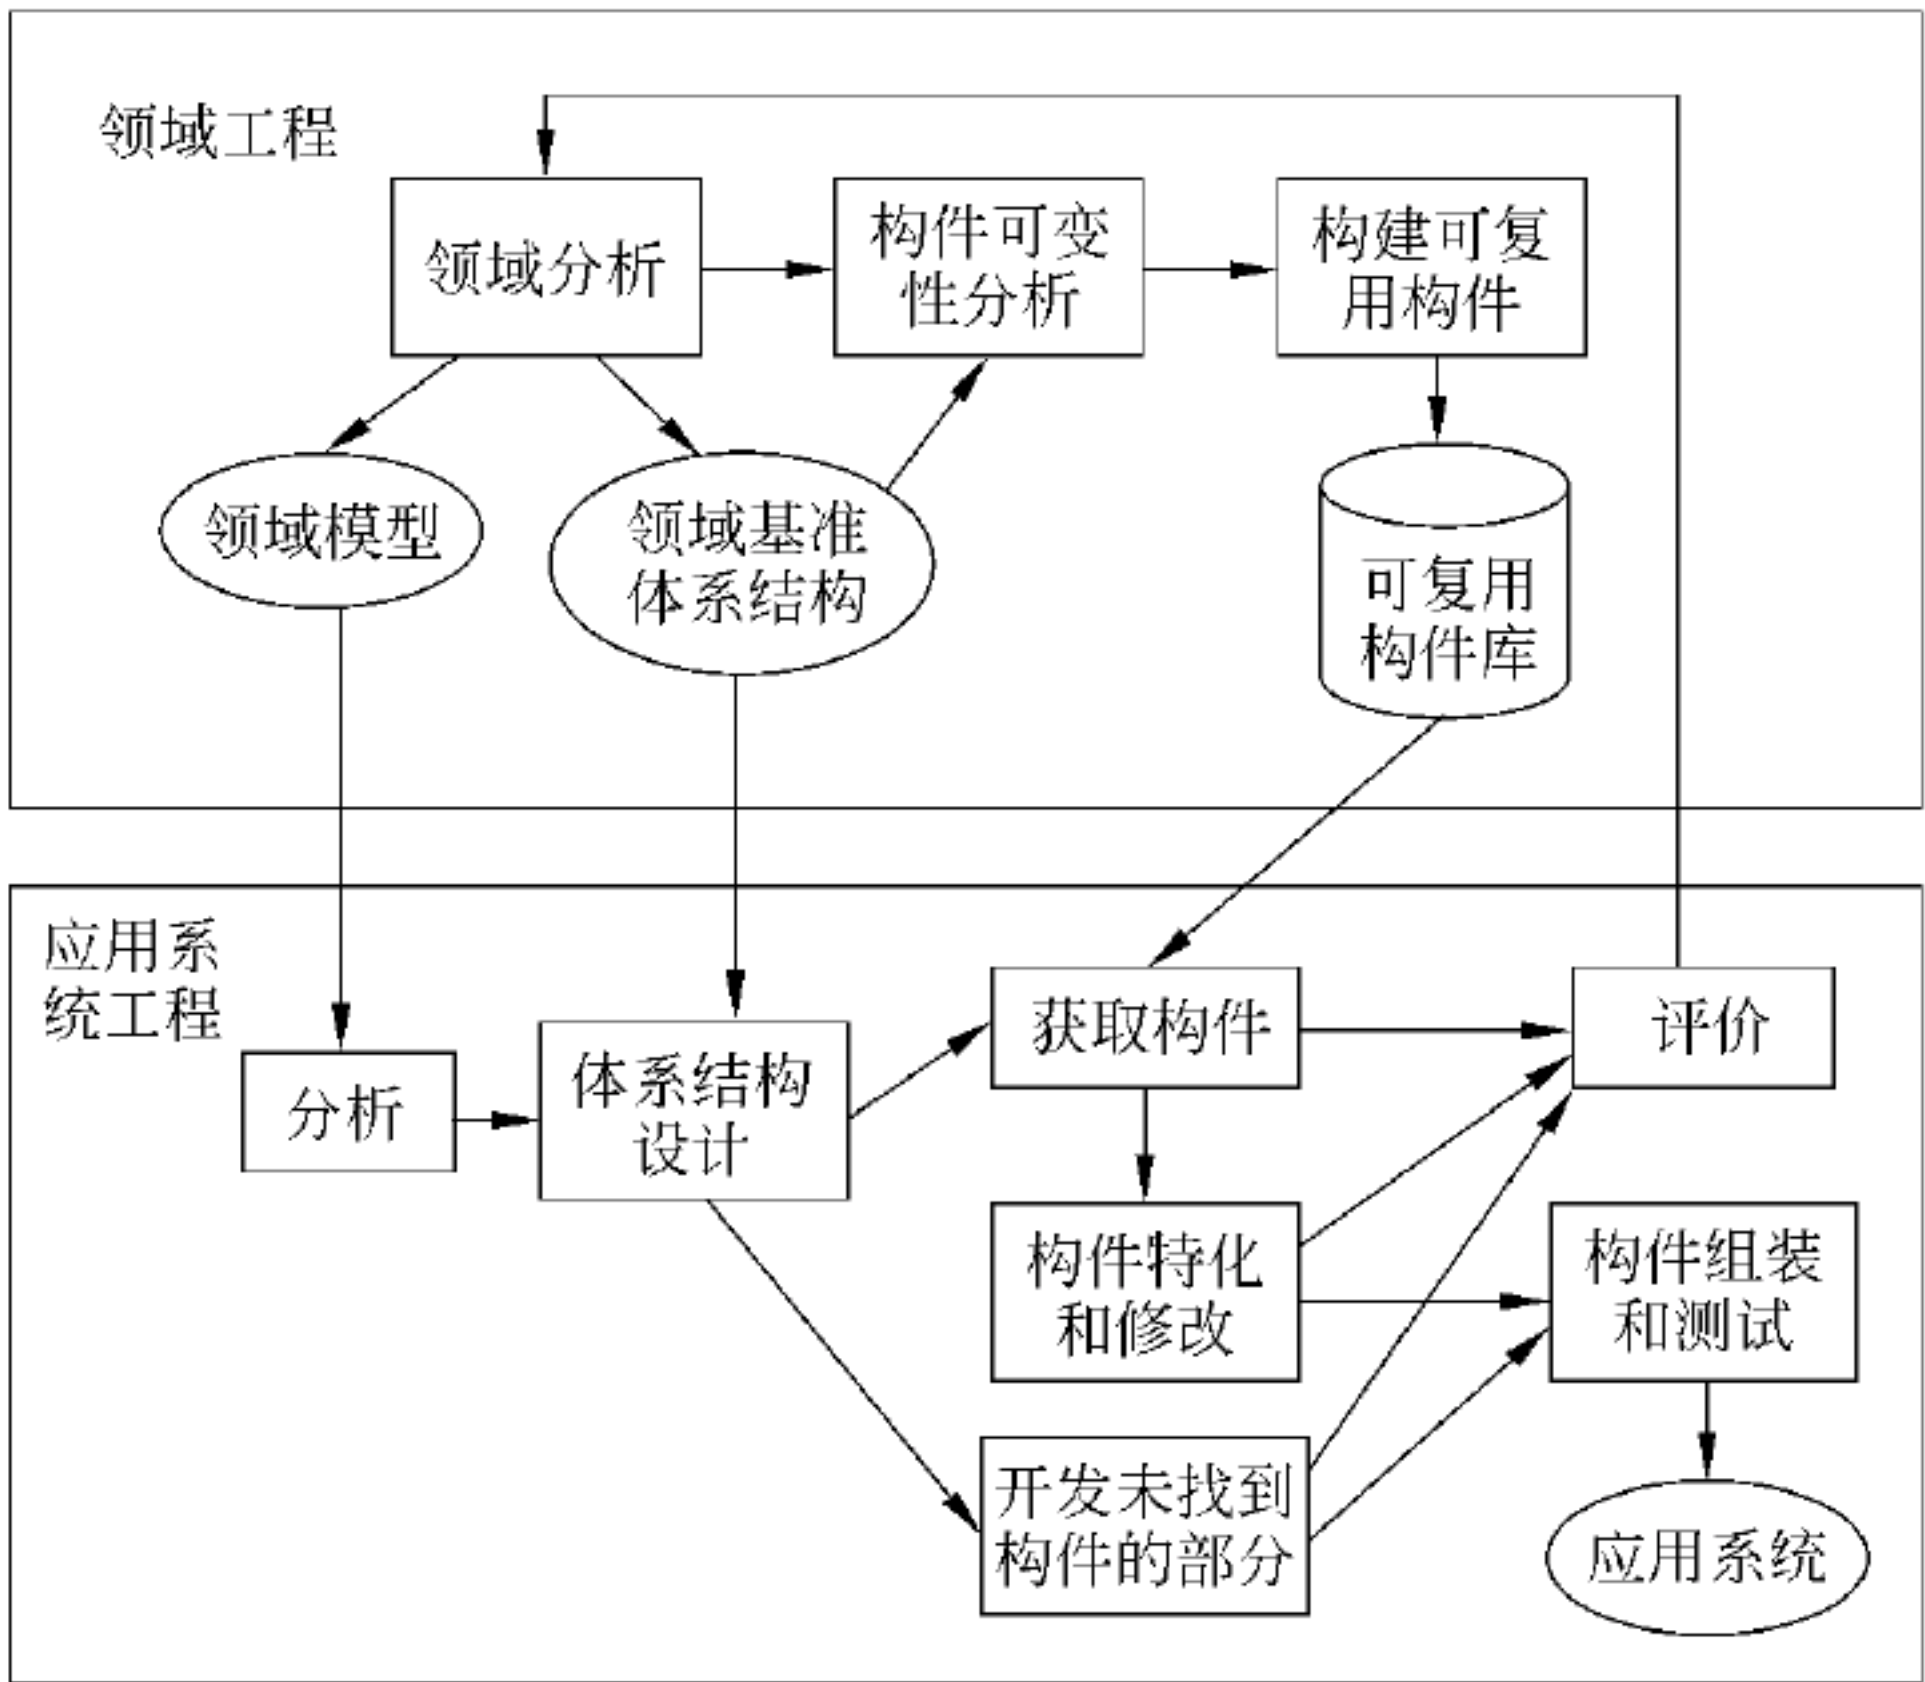 领域工程
领域分析
构件可变
性分析
构建可复
用构件
领域模型
领域基准
体系结构
可复用
构件库
应用系
统工程
分析
体系结构
设计
获取构件
评价
构件特化
和修改
构件组装
和测试
开发未找到
构件的部分
应用系统